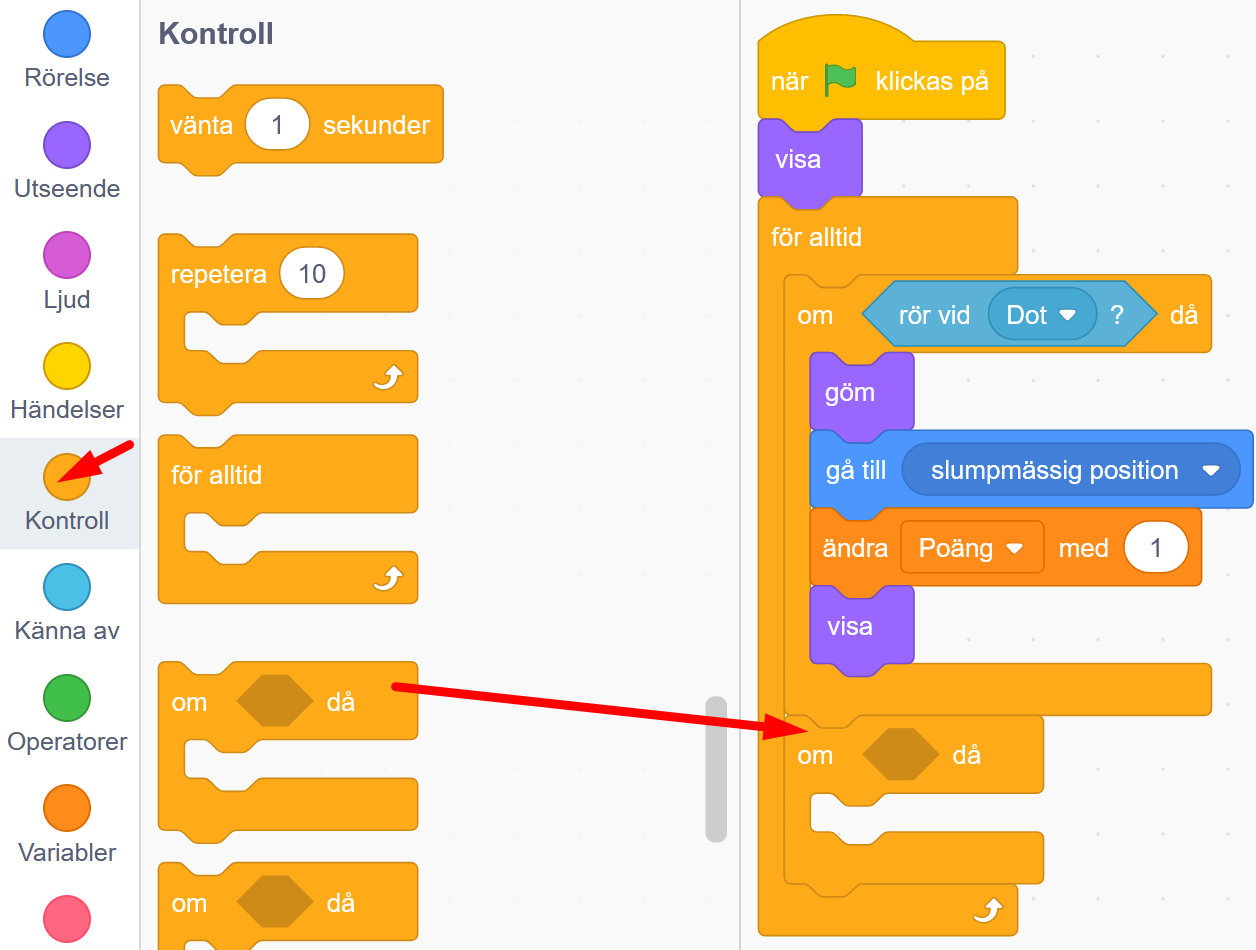 Rörelse
Utseende
Ljud
Händelser
Kontroll
Känna av
Operatorer
Variabler
Kontroll
vänta 1 sekunder
repetera 10
för alltid
om då
om då
när klickas på
visa
för alltid
om rör vid Dot ? då
göm
gå till slumpmässig position
ändra Poäng med 1
visa
om då